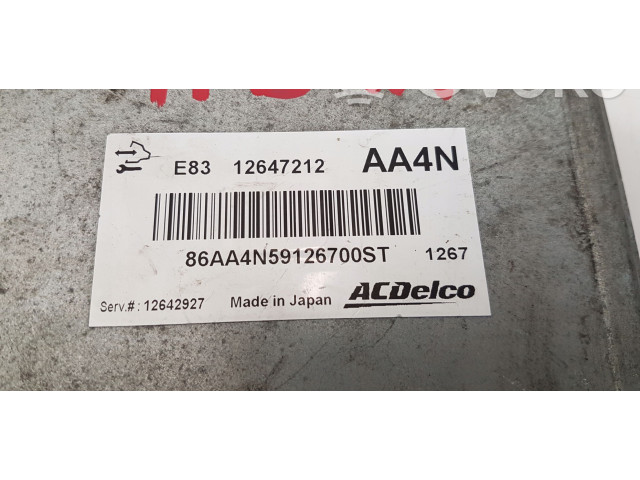 E83 12647212 AA4N
86AA4N59126700ST 1267
Serv.#: 12642927 Made in Japan ACDelco